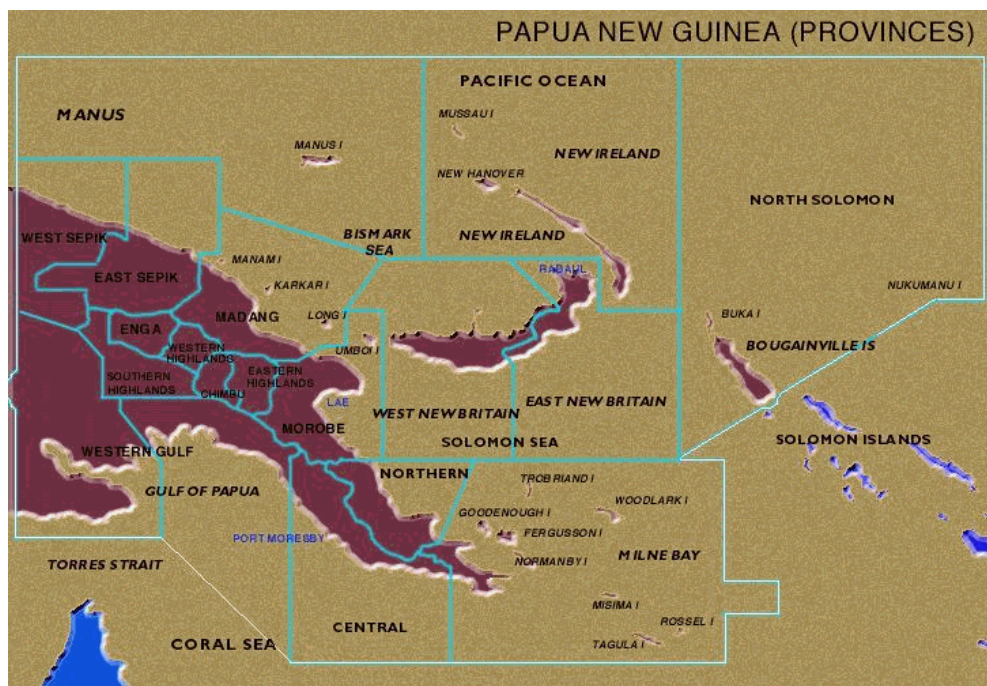 PAPUA NEW GUINEA (PROVINCES)
PACIFIC OCEAN
MANUS
MUSSAU I
MANUS I
NEW IRELAND
NEW HANOVER
NORTH SOLOMON
WEST SEPIK
BISMARK
SEA
NEW IRELAND
MANAM I
RABAUL
EAST SEPIK
KARKAR I
NUKUMANU I
LONG I
MADANG
BUKA I
ENGA
UMBOI I
BOUGAINVILLE IS
WESTERN
HIGHLANDS
EASTERN
HIGHLANDS
SOUTHERN
HIGHLANDS
CHIMBU
LAE
WEST NEW BRITAIN
EAST NEW BRITAIN
MOROBE
SOLOMON SEA
SOLOMON ISLANDS
WESTERN GULF
NORTHERN
TROBRIAND I
GULF OF PAPUA
WOODLARK I
GOODENOUGH I
PORT MORESBY
FERGUSSON I
MILNE BAY
NORMANBY I
TORRES STRAIT
MISIMA I
ROSSEL I
CENTRAL
CORAL SEA
TAGULA I